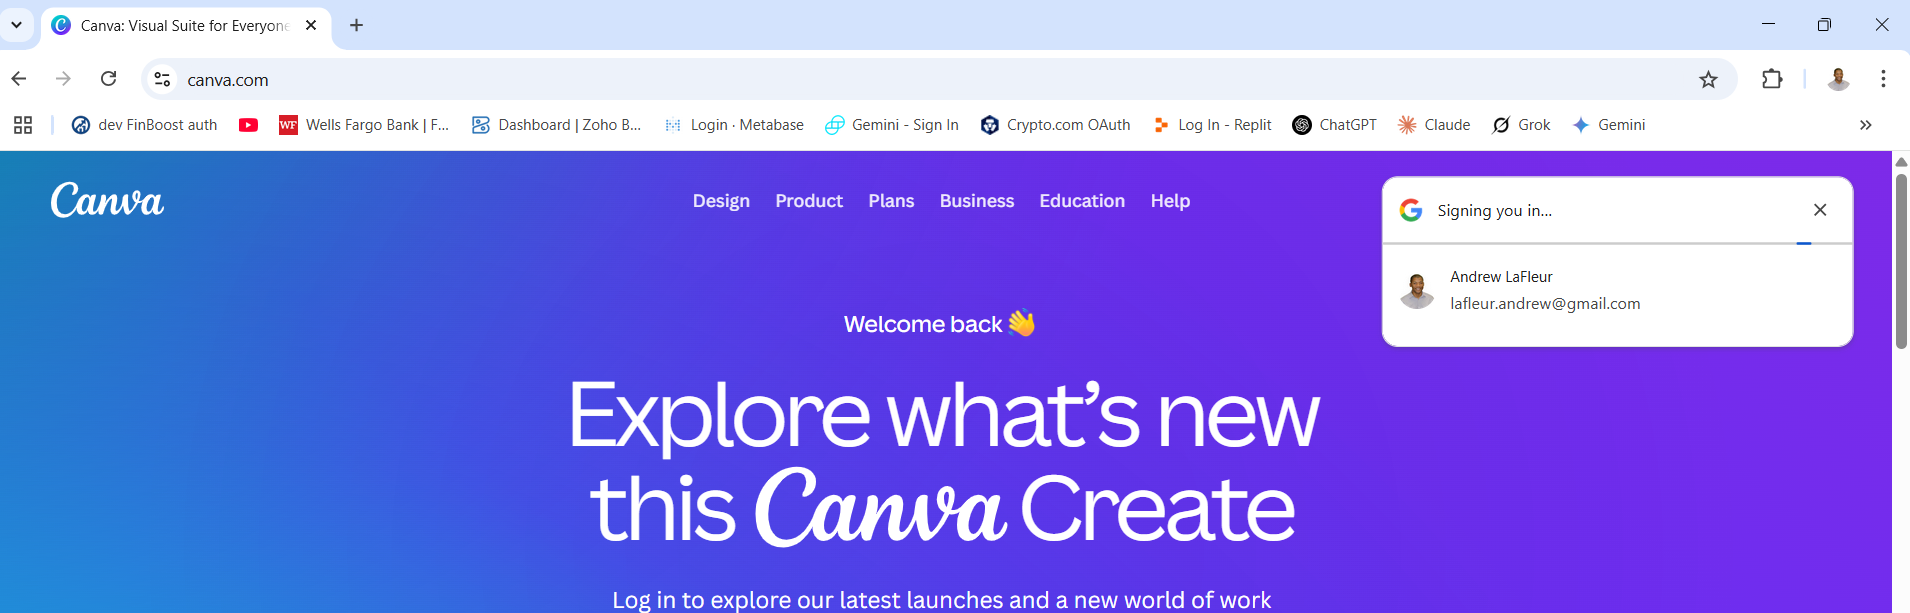 Canva: Visual Suite for Everyone
canva.com
dev FinBoost auth
WF
Wells Fargo Bank | F...
Dashboard | Zoho B...
Login · Metabase
Gemini - Sign In
Crypto.com OAuth
Log In - Replit
ChatGPT
Claude
Grok
Gemini
Canva
Design
Product
Plans
Business
Education
Help
Signing you in...
Andrew LaFleur
lafleur.andrew@gmail.com
Welcome back 👋
Explore what's new
this Canva Create
Log in to explore our latest launches and a new world of work